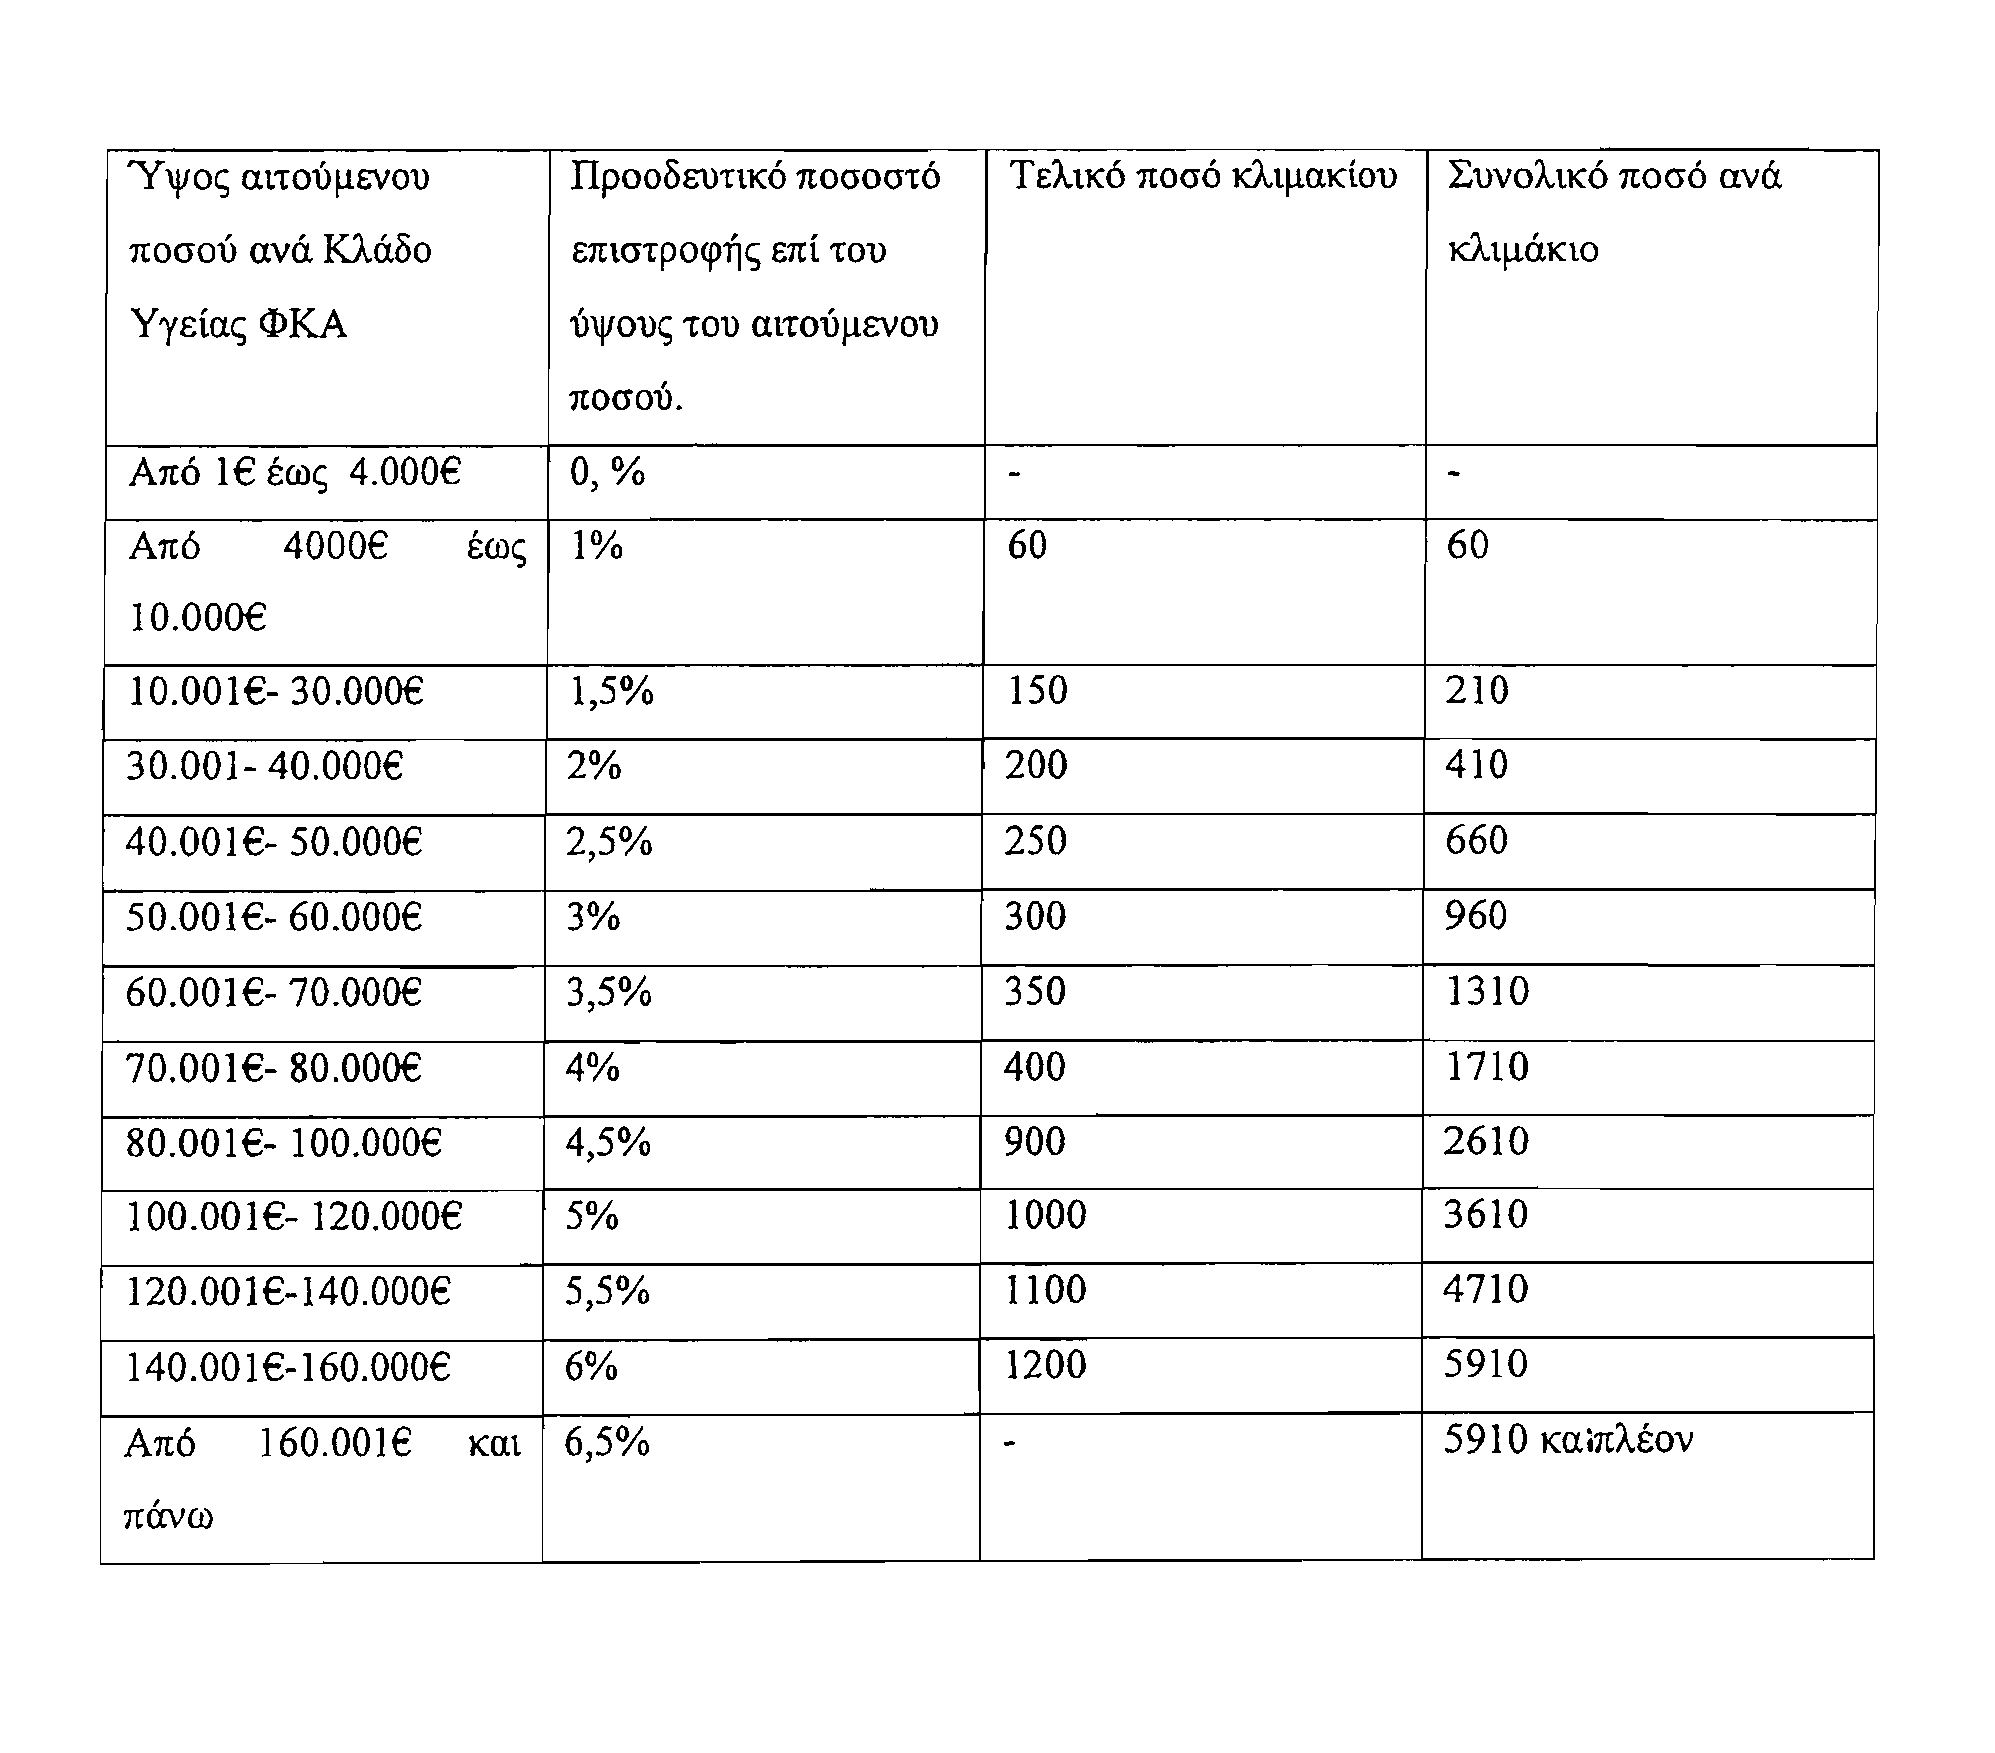 Ύψος αιτούμενου
ποσού ανά Κλάδο
Υγείας ΦΚΑ
Προοδευτικό ποσοστό
επιστροφής επί του
ύψους του αιτούμενου
ποσού.
Τελικό ποσό κλιμακίου
Συνολικό ποσό ανά
κλιμάκιο
Από 1€ έως 4.000€ 0, % - -
Από 4000€ έως
10.000€
1% 60 60
10.001€- 30.000€ 1,5% 150 210
30.001- 40.000€ 2% 200 410
40.001€- 50.000€ 2,5% 250 660
50.001€- 60.000€ 3% 300 960
60.001€- 70.000€ 3,5% 350 1310
70.001€- 80.000€ 4% 400 1710
80.001€- 100.000€ 4,5% 900 2610
100.001€- 120.000€ 5% 1000 3610
120.001€-140.000€ 5,5% 1100 4710
140.001€-160.000€ 6% 1200 5910
Από 160.001€ και
πάνω
6,5% - 5910 και πλέον